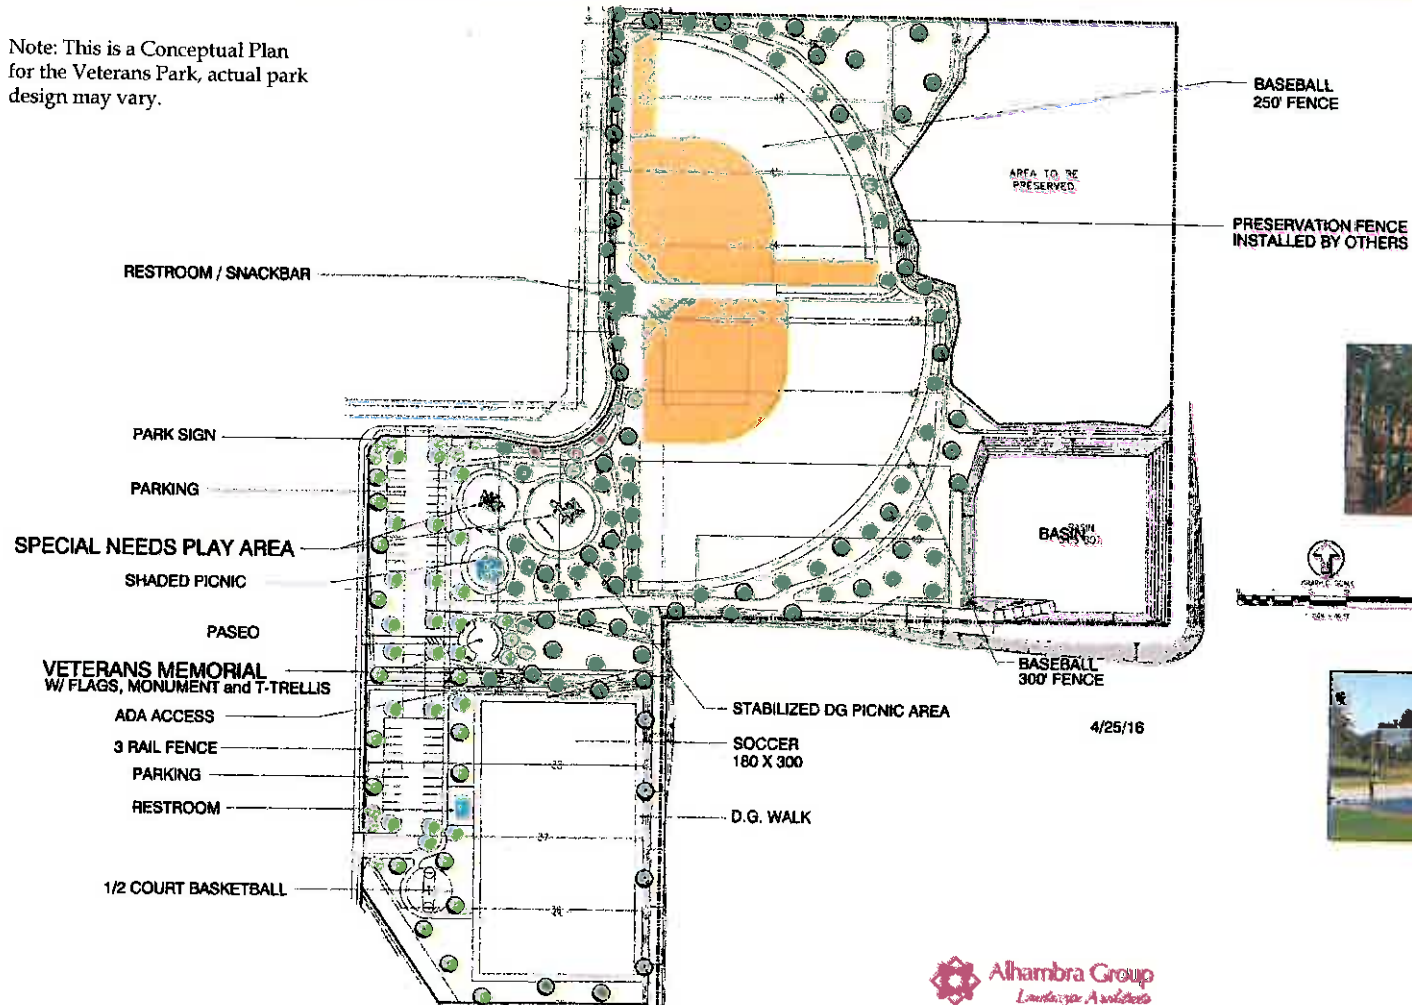 Note: This is a Conceptual Plan
for the Veterans Park, actual park
design may vary.
BASEBALL
250' FENCE
AREA TO BE
PRESERVED
PRESERVATION FENCE
INSTALLED BY OTHERS
RESTROOM / SNACKBAR
PARK SIGN
PARKING
SPECIAL NEEDS PLAY AREA
SHADED PICNIC
PASEO
VETERANS MEMORIAL
W/ FLAGS, MONUMENT and T-TRELLIS
ADA ACCESS
3 RAIL FENCE
PARKING
RESTROOM
1/2 COURT BASKETBALL
BASIN
BASEBALL
300' FENCE
STABILIZED DG PICNIC AREA
4/25/16
SOCCER
180 X 300
D.G. WALK
27
Alhambra Group
Landscape Architects